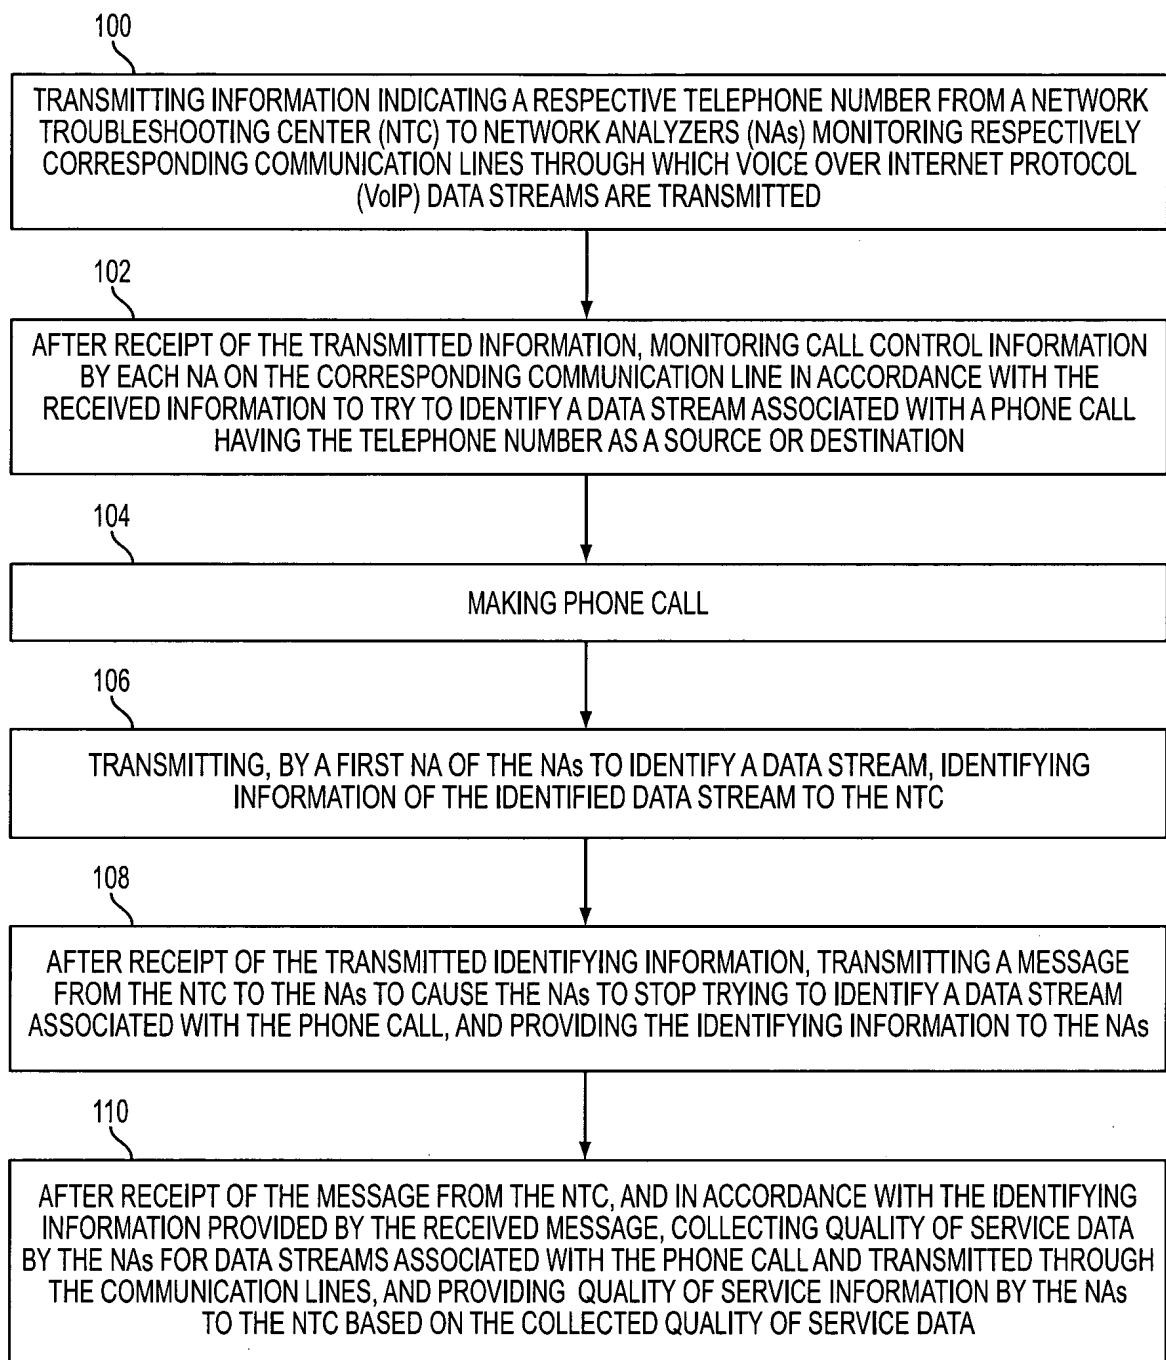 100
TRANSMITTING INFORMATION INDICATING A RESPECTIVE TELEPHONE NUMBER FROM A NETWORK
TROUBLESHOOTING CENTER (NTC) TO NETWORK ANALYZERS (NAs) MONITORING RESPECTIVELY
CORRESPONDING COMMUNICATION LINES THROUGH WHICH VOICE OVER INTERNET PROTOCOL
(VoIP) DATA STREAMS ARE TRANSMITTED
102
AFTER RECEIPT OF THE TRANSMITTED INFORMATION, MONITORING CALL CONTROL INFORMATION
BY EACH NA ON THE CORRESPONDING COMMUNICATION LINE IN ACCORDANCE WITH THE
RECEIVED INFORMATION TO TRY TO IDENTIFY A DATA STREAM ASSOCIATED WITH A PHONE CALL
HAVING THE TELEPHONE NUMBER AS A SOURCE OR DESTINATION
104
MAKING PHONE CALL
106
TRANSMITTING, BY A FIRST NA OF THE NAs TO IDENTIFY A DATA STREAM, IDENTIFYING
INFORMATION OF THE IDENTIFIED DATA STREAM TO THE NTC
108
AFTER RECEIPT OF THE TRANSMITTED IDENTIFYING INFORMATION, TRANSMITTING A MESSAGE
FROM THE NTC TO THE NAs TO CAUSE THE NAs TO STOP TRYING TO IDENTIFY A DATA STREAM
ASSOCIATED WITH THE PHONE CALL, AND PROVIDING THE IDENTIFYING INFORMATION TO THE NAs
110
AFTER RECEIPT OF THE MESSAGE FROM THE NTC, AND IN ACCORDANCE WITH THE IDENTIFYING
INFORMATION PROVIDED BY THE RECEIVED MESSAGE, COLLECTING QUALITY OF SERVICE DATA
BY THE NAs FOR DATA STREAMS ASSOCIATED WITH THE PHONE CALL AND TRANSMITTED THROUGH
THE COMMUNICATION LINES, AND PROVIDING QUALITY OF SERVICE INFORMATION BY THE NAs
TO THE NTC BASED ON THE COLLECTED QUALITY OF SERVICE DATA